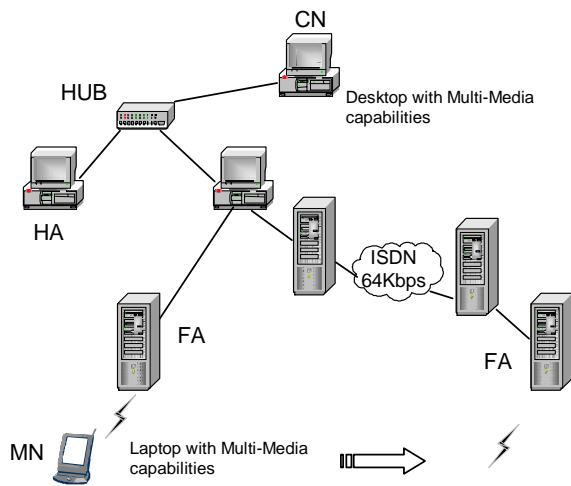 CN
HUB
Desktop with Multi-Media
capabilities
HA
ISDN
64Kbps
FA
FA
MN
Laptop with Multi-Media
capabilities